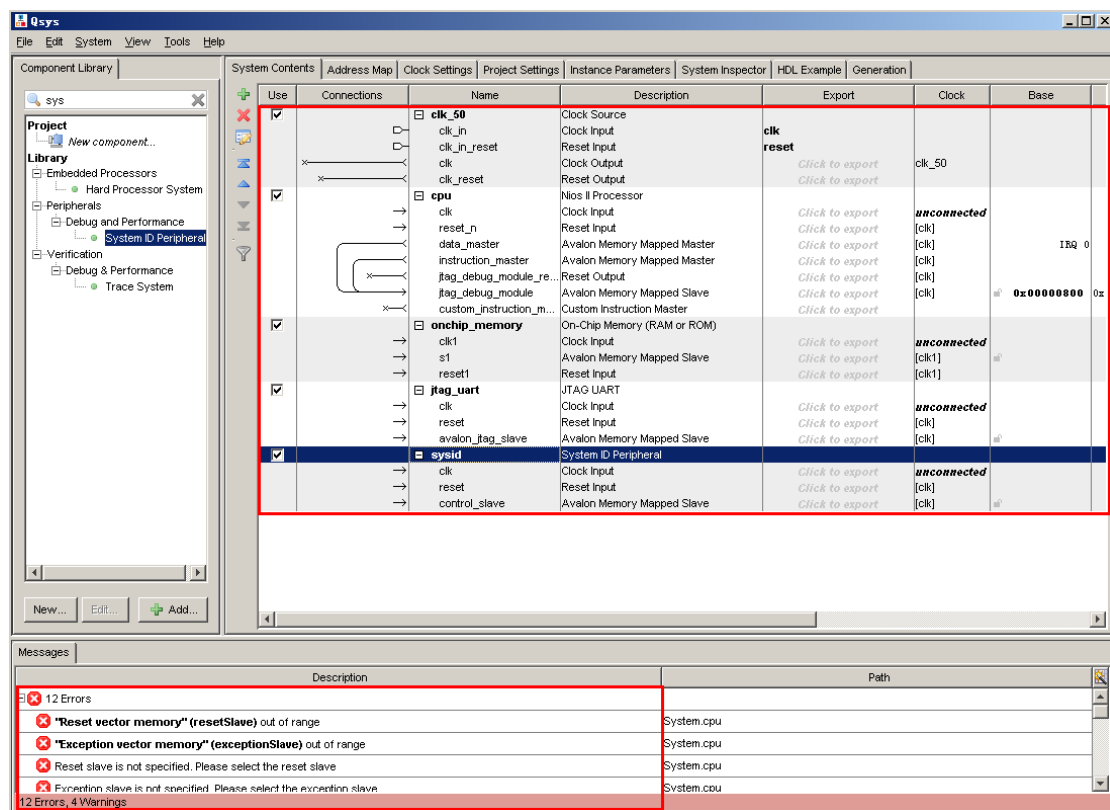 Qsys
File Edit System View Tools Help
Component Library
System Contents Address Map Clock Settings Project Settings Instance Parameters System Inspector HDL Example Generation
sys
Project
New component...
Library
Embedded Processors
Hard Processor System
Peripherals
Debug and Performance
System ID Peripheral
Verification
Debug & Performance
Trace System
New... Edit... Add...
Use Connections Name Description Export Clock Base
clk_50 Clock Source
clk_in Clock Input clk
clk_in_reset Reset Input reset
clk Clock Output Click to export clk_50
clk_reset Reset Output Click to export
cpu Nios II Processor
clk Clock Input Click to export unconnected
reset_n Reset Input Click to export [clk]
data_master Avalon Memory Mapped Master Click to export [clk] IRQ 0
instruction_master Avalon Memory Mapped Master Click to export [clk]
jtag_debug_module_re... Reset Output Click to export [clk]
jtag_debug_module Avalon Memory Mapped Slave Click to export [clk] 0x00000800 0x
custom_instruction_m... Custom Instruction Master Click to export
onchip_memory On-Chip Memory (RAM or ROM)
clk1 Clock Input Click to export unconnected
s1 Avalon Memory Mapped Slave Click to export [clk1]
reset1 Reset Input Click to export [clk1]
jtag_uart JTAG UART
clk Clock Input Click to export unconnected
reset Reset Input Click to export [clk]
avalon_jtag_slave Avalon Memory Mapped Slave Click to export [clk]
sysid System ID Peripheral
clk Clock Input Click to export unconnected
reset Reset Input Click to export [clk]
control_slave Avalon Memory Mapped Slave Click to export [clk]
Messages
Description Path
12 Errors
"Reset vector memory" (resetSlave) out of range System.cpu
"Exception vector memory" (exceptionSlave) out of range System.cpu
Reset slave is not specified. Please select the reset slave System.cpu
Exception slave is not specified. Please select the exception slave System.cpu
12 Errors, 4 Warnings